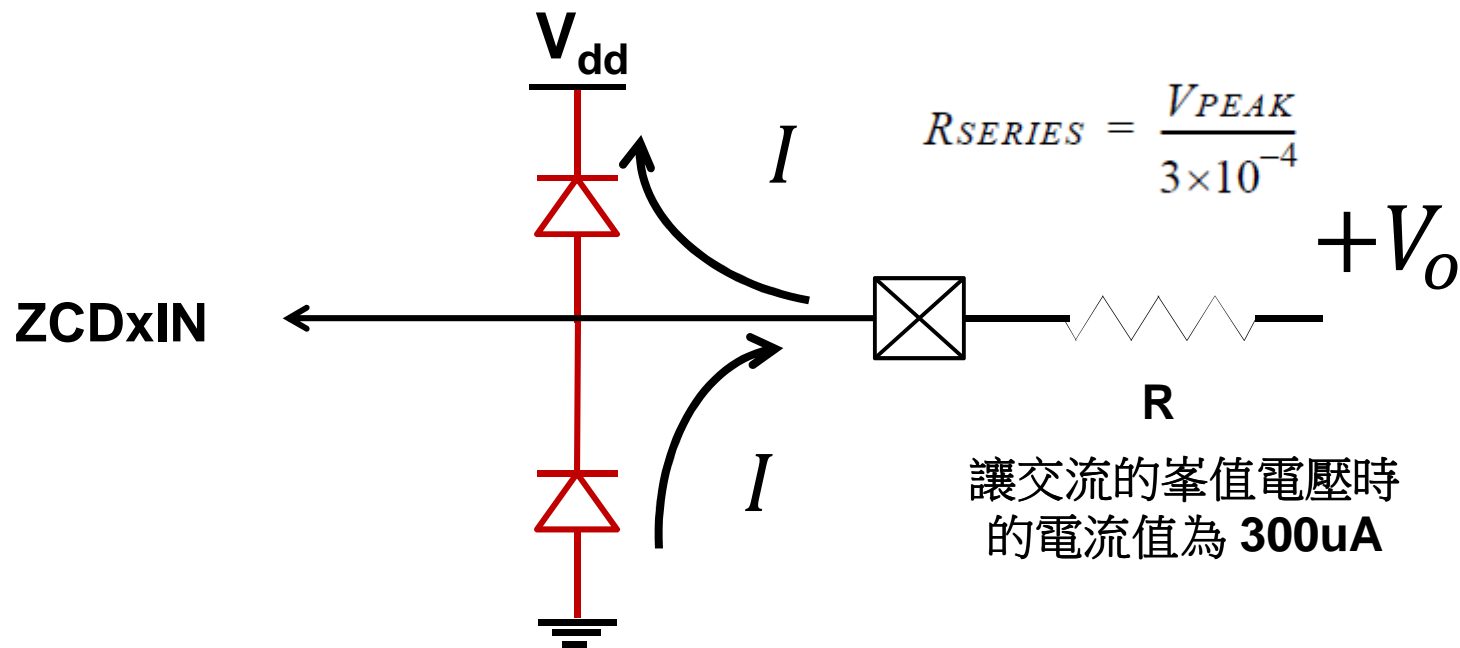 Vdd
I
RSERIES = VPEAK / 3×10⁻⁴
+Vo
ZCDxIN
R
I
讓交流的峯值電壓時
的電流值為 300uA